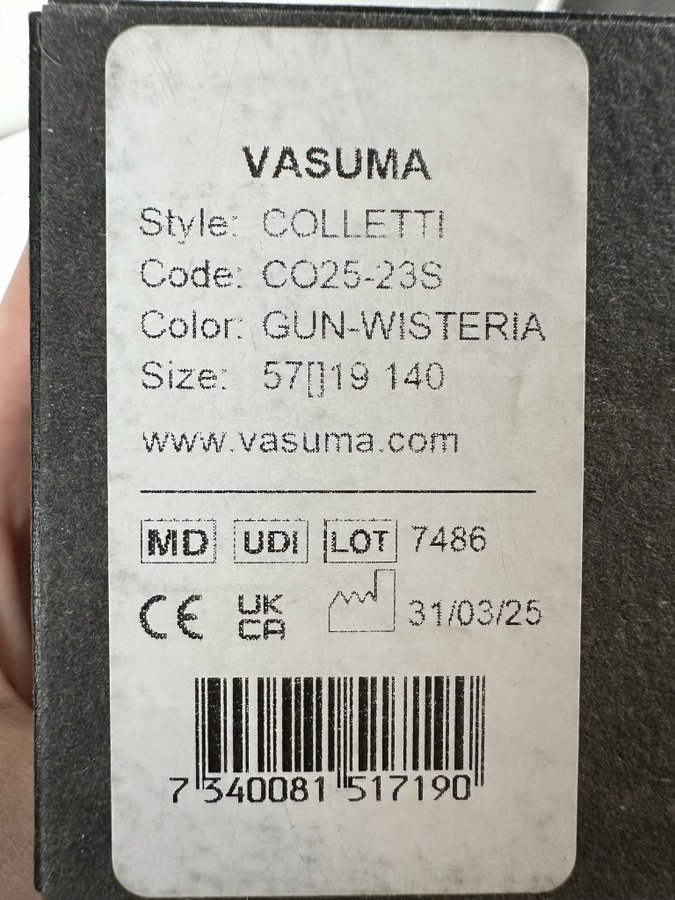 VASUMA
Style: COLLETTI
Code: CO25-23S
Color: GUN-WISTERIA
Size: 57[]19 140
www.vasuma.com
MD UDI LOT 7486
CE UK CA 31/03/25
7 340081 517190